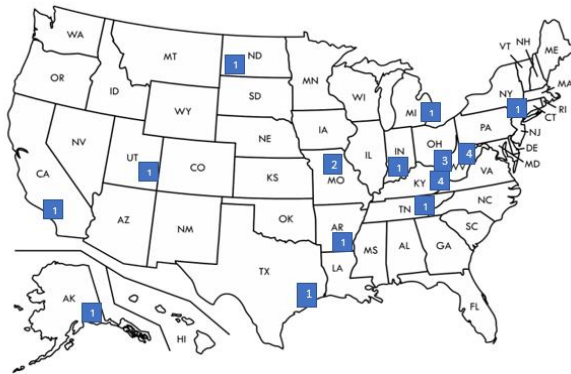 WA
MT
ND
1
MN
OR
ID
WY
SD
WI
MI
1
VT
NH
ME
NY
1
MA
RI
CT
NV
UT
1
CO
NE
IA
IL
IN
1
OH
3
PA
4
WV
NJ
DE
MD
CA
1
AZ
NM
KS
MO
2
KY
4
VA
OK
AR
1
TN
1
NC
SC
TX
1
LA
MS
AL
GA
FL
AK
1
HI